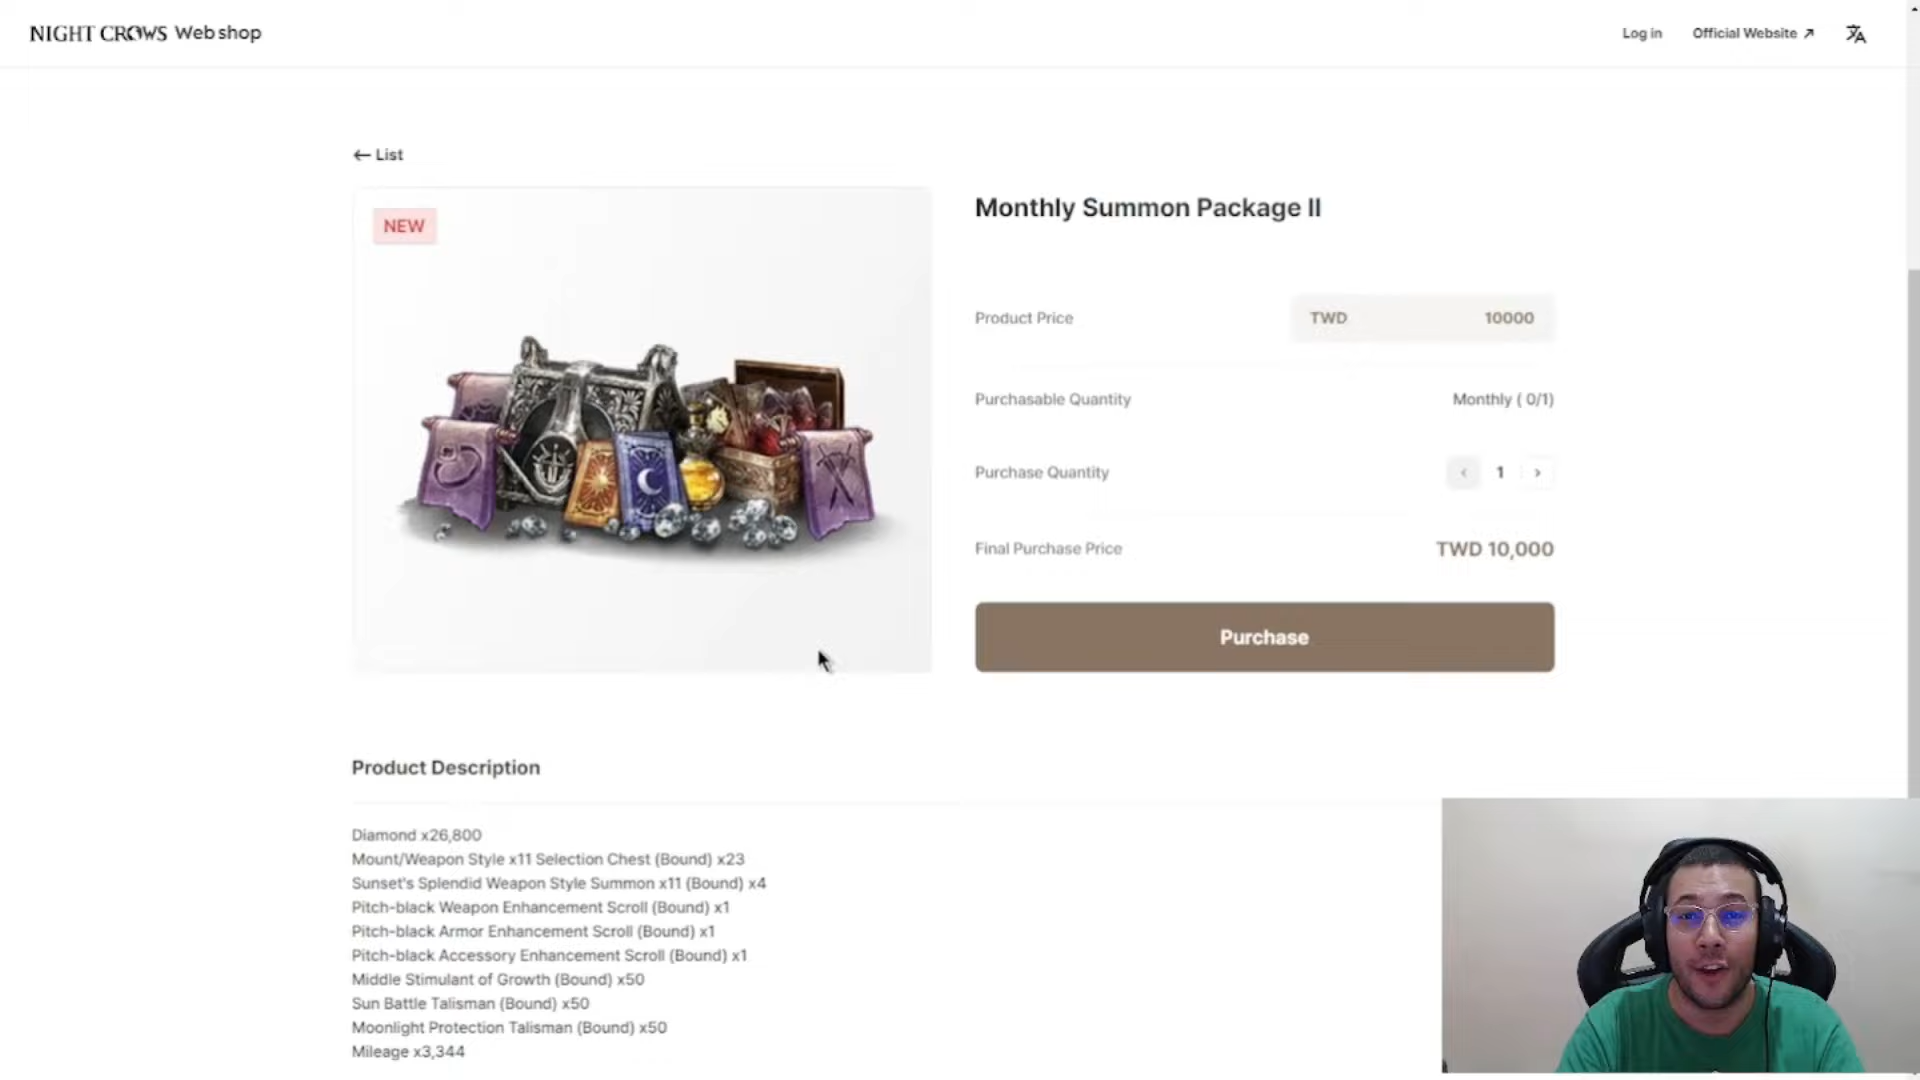 NIGHT CROWS Web shop
Log in
Official Website
List
NEW
Monthly Summon Package II
Product Price
TWD 10000
Purchasable Quantity
Monthly ( 0/1)
Purchase Quantity
1
Final Purchase Price
TWD 10,000
Purchase
Product Description
Diamond x26,800
Mount/Weapon Style x11 Selection Chest (Bound) x23
Sunset's Splendid Weapon Style Summon x11 (Bound) x4
Pitch-black Weapon Enhancement Scroll (Bound) x1
Pitch-black Armor Enhancement Scroll (Bound) x1
Pitch-black Accessory Enhancement Scroll (Bound) x1
Middle Stimulant of Growth (Bound) x50
Sun Battle Talisman (Bound) x50
Moonlight Protection Talisman (Bound) x50
Mileage x3,344